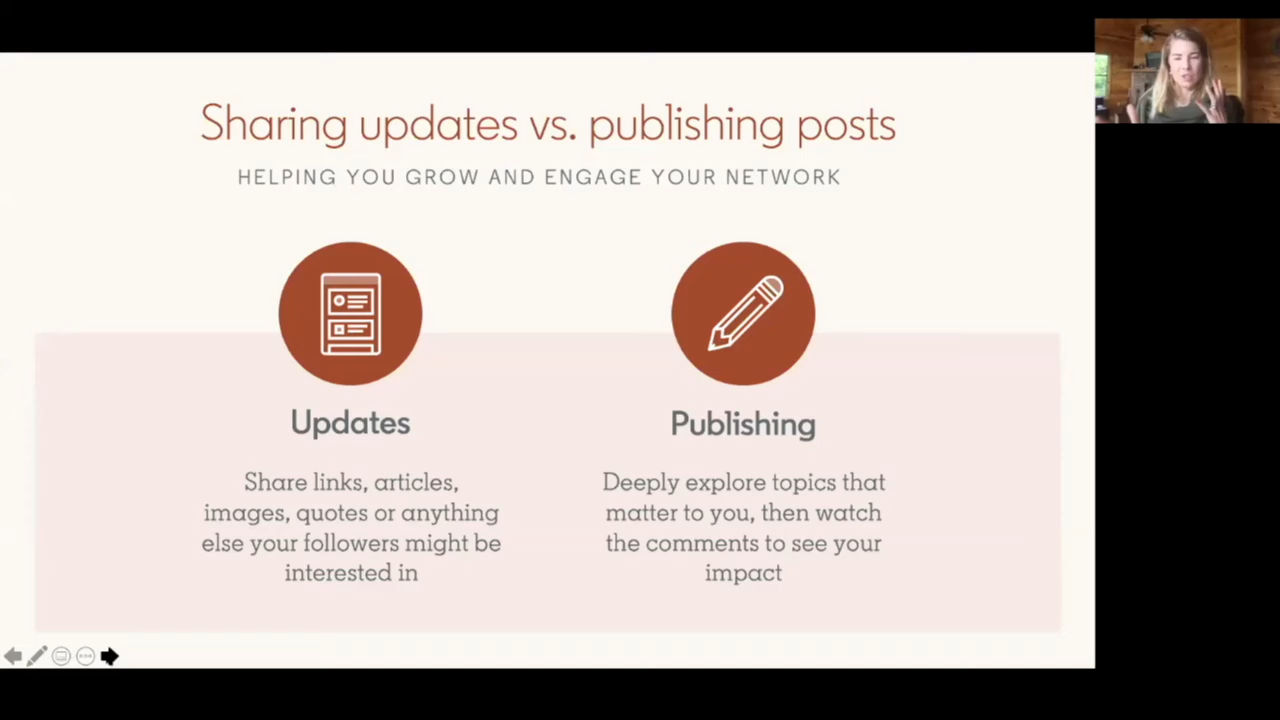 Sharing updates vs. publishing posts
HELPING YOU GROW AND ENGAGE YOUR NETWORK
Updates
Share links, articles,
images, quotes or anything
else your followers might be
interested in
Publishing
Deeply explore topics that
matter to you, then watch
the comments to see your
impact